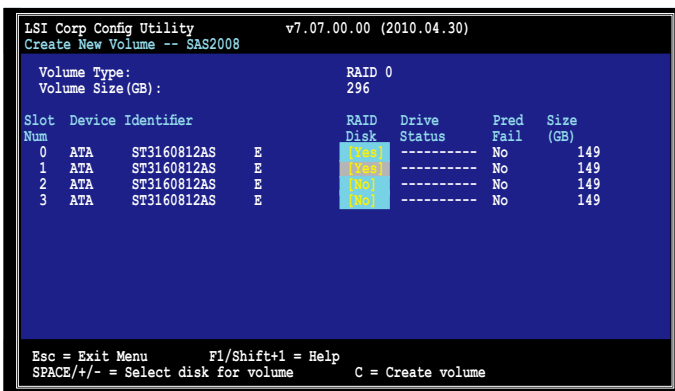 LSI Corp Config Utility v7.07.00.00 (2010.04.30)
Create New Volume -- SAS2008
Volume Type: RAID 0
Volume Size(GB): 296
Slot Device Identifier RAID Drive Pred Size
Num Disk Status Fail (GB)
0 ATA ST3160812AS E [Yes] ---------- No 149
1 ATA ST3160812AS E [Yes] ---------- No 149
2 ATA ST3160812AS E [No] ---------- No 149
3 ATA ST3160812AS E [No] ---------- No 149
Esc = Exit Menu F1/Shift+1 = Help
SPACE/+/- = Select disk for volume C = Create volume